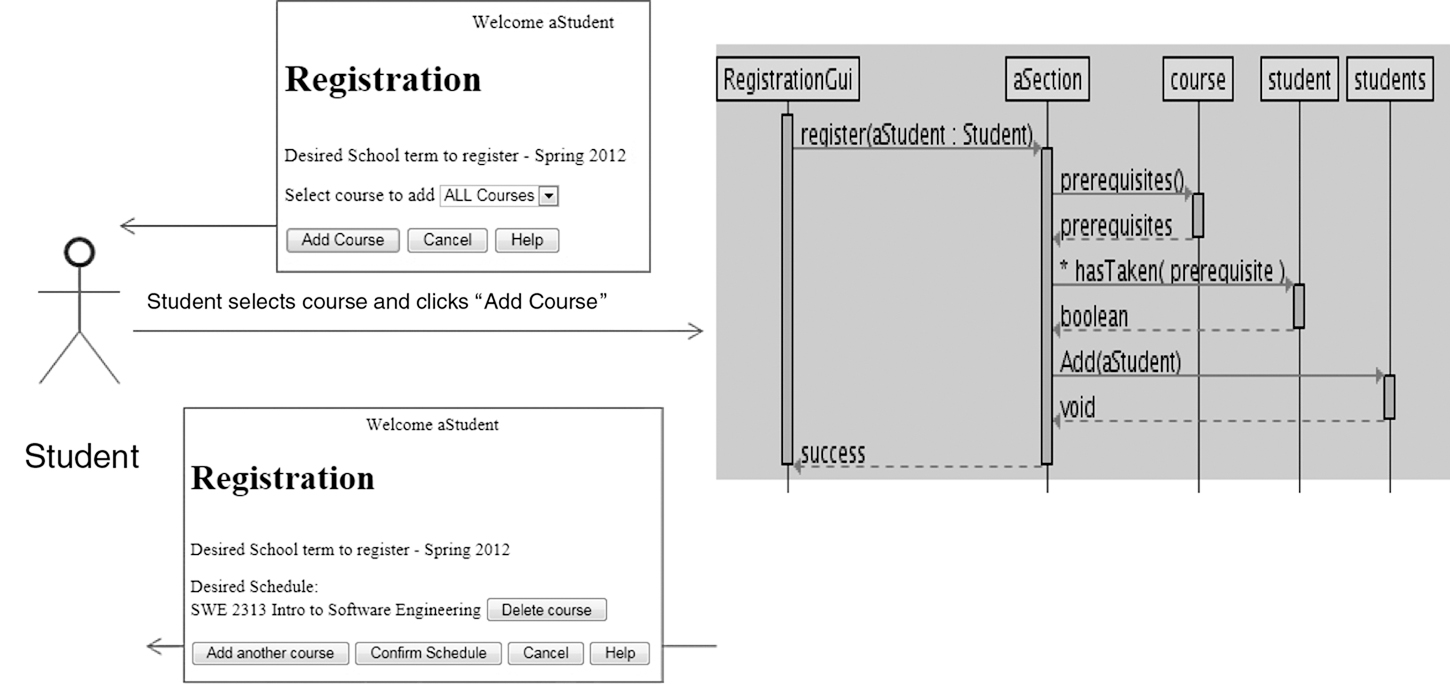 Welcome aStudent
Registration
Desired School term to register - Spring 2012
Select course to add ALL Courses
Add Course Cancel Help
Student selects course and clicks “Add Course”
Student
Welcome aStudent
Registration
Desired School term to register - Spring 2012
Desired Schedule:
SWE 2313 Intro to Software Engineering Delete course
Add another course Confirm Schedule Cancel Help
RegistrationGui aSection course student students
register(aStudent : Student)
prerequisites()
prerequisites
* hasTaken( prerequisite )
boolean
Add(aStudent)
void
success